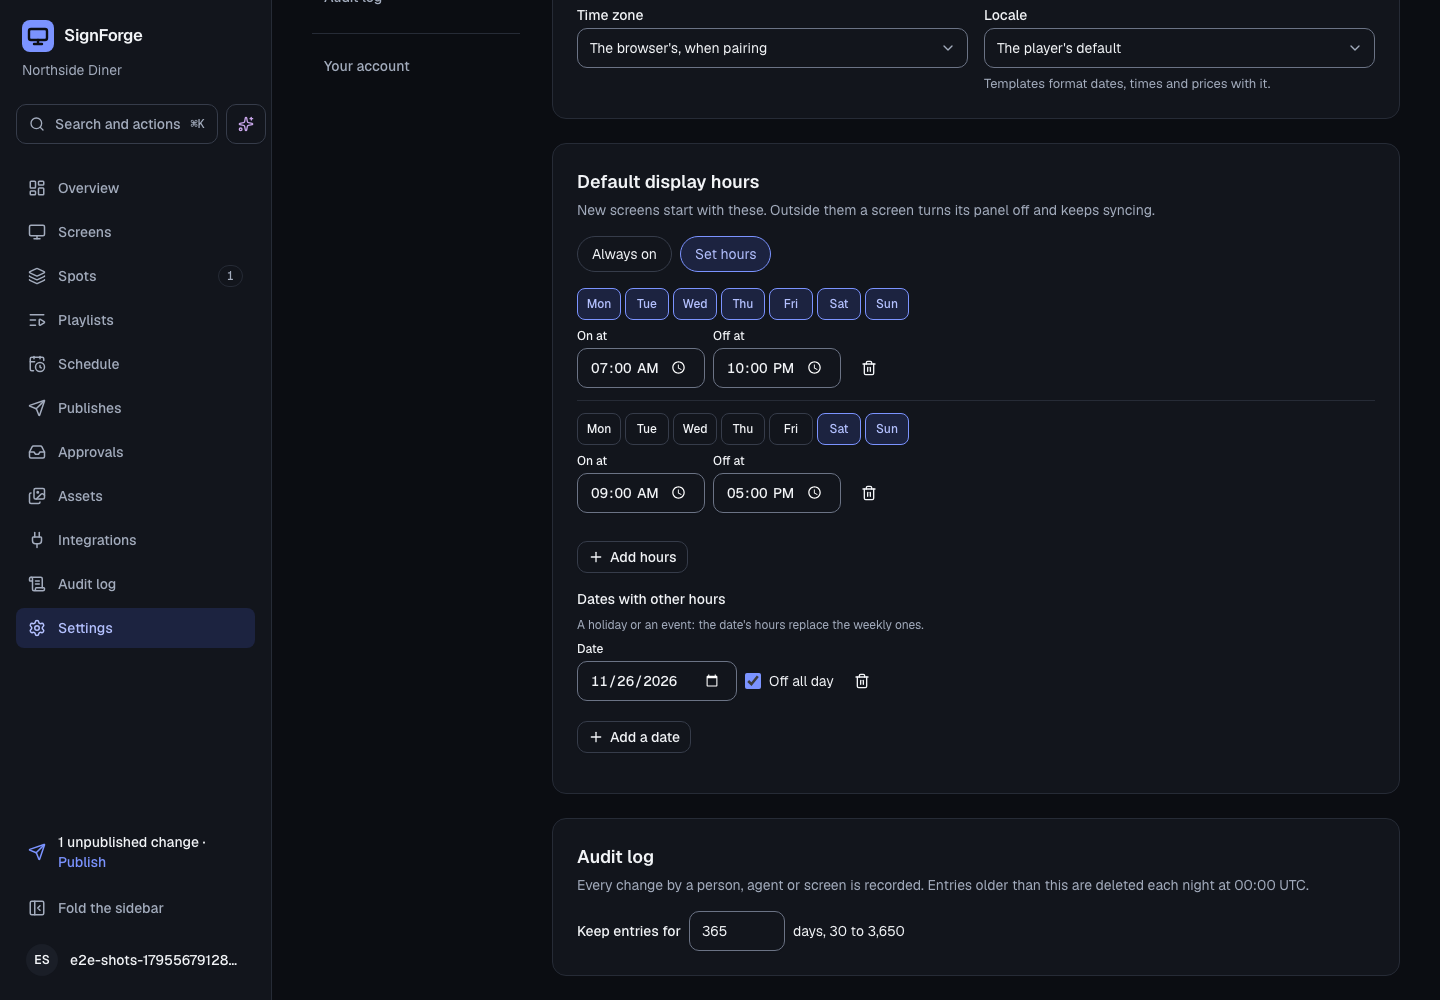 SignForge
Northside Diner
Search and actions ⌘K
Overview
Screens
Spots 1
Playlists
Schedule
Publishes
Approvals
Assets
Integrations
Audit log
Settings
1 unpublished change ·
Publish
Fold the sidebar
ES e2e-shots-17955679128...
Audit log
Your account
Time zone
The browser's, when pairing
Locale
The player's default
Templates format dates, times and prices with it.
Default display hours
New screens start with these. Outside them a screen turns its panel off and keeps syncing.
Always on Set hours
Mon Tue Wed Thu Fri Sat Sun
On at Off at
07:00 AM 10:00 PM
Mon Tue Wed Thu Fri Sat Sun
On at Off at
09:00 AM 05:00 PM
Add hours
Dates with other hours
A holiday or an event: the date's hours replace the weekly ones.
Date
11/26/2026 Off all day
Add a date
Audit log
Every change by a person, agent or screen is recorded. Entries older than this are deleted each night at 00:00 UTC.
Keep entries for 365 days, 30 to 3,650